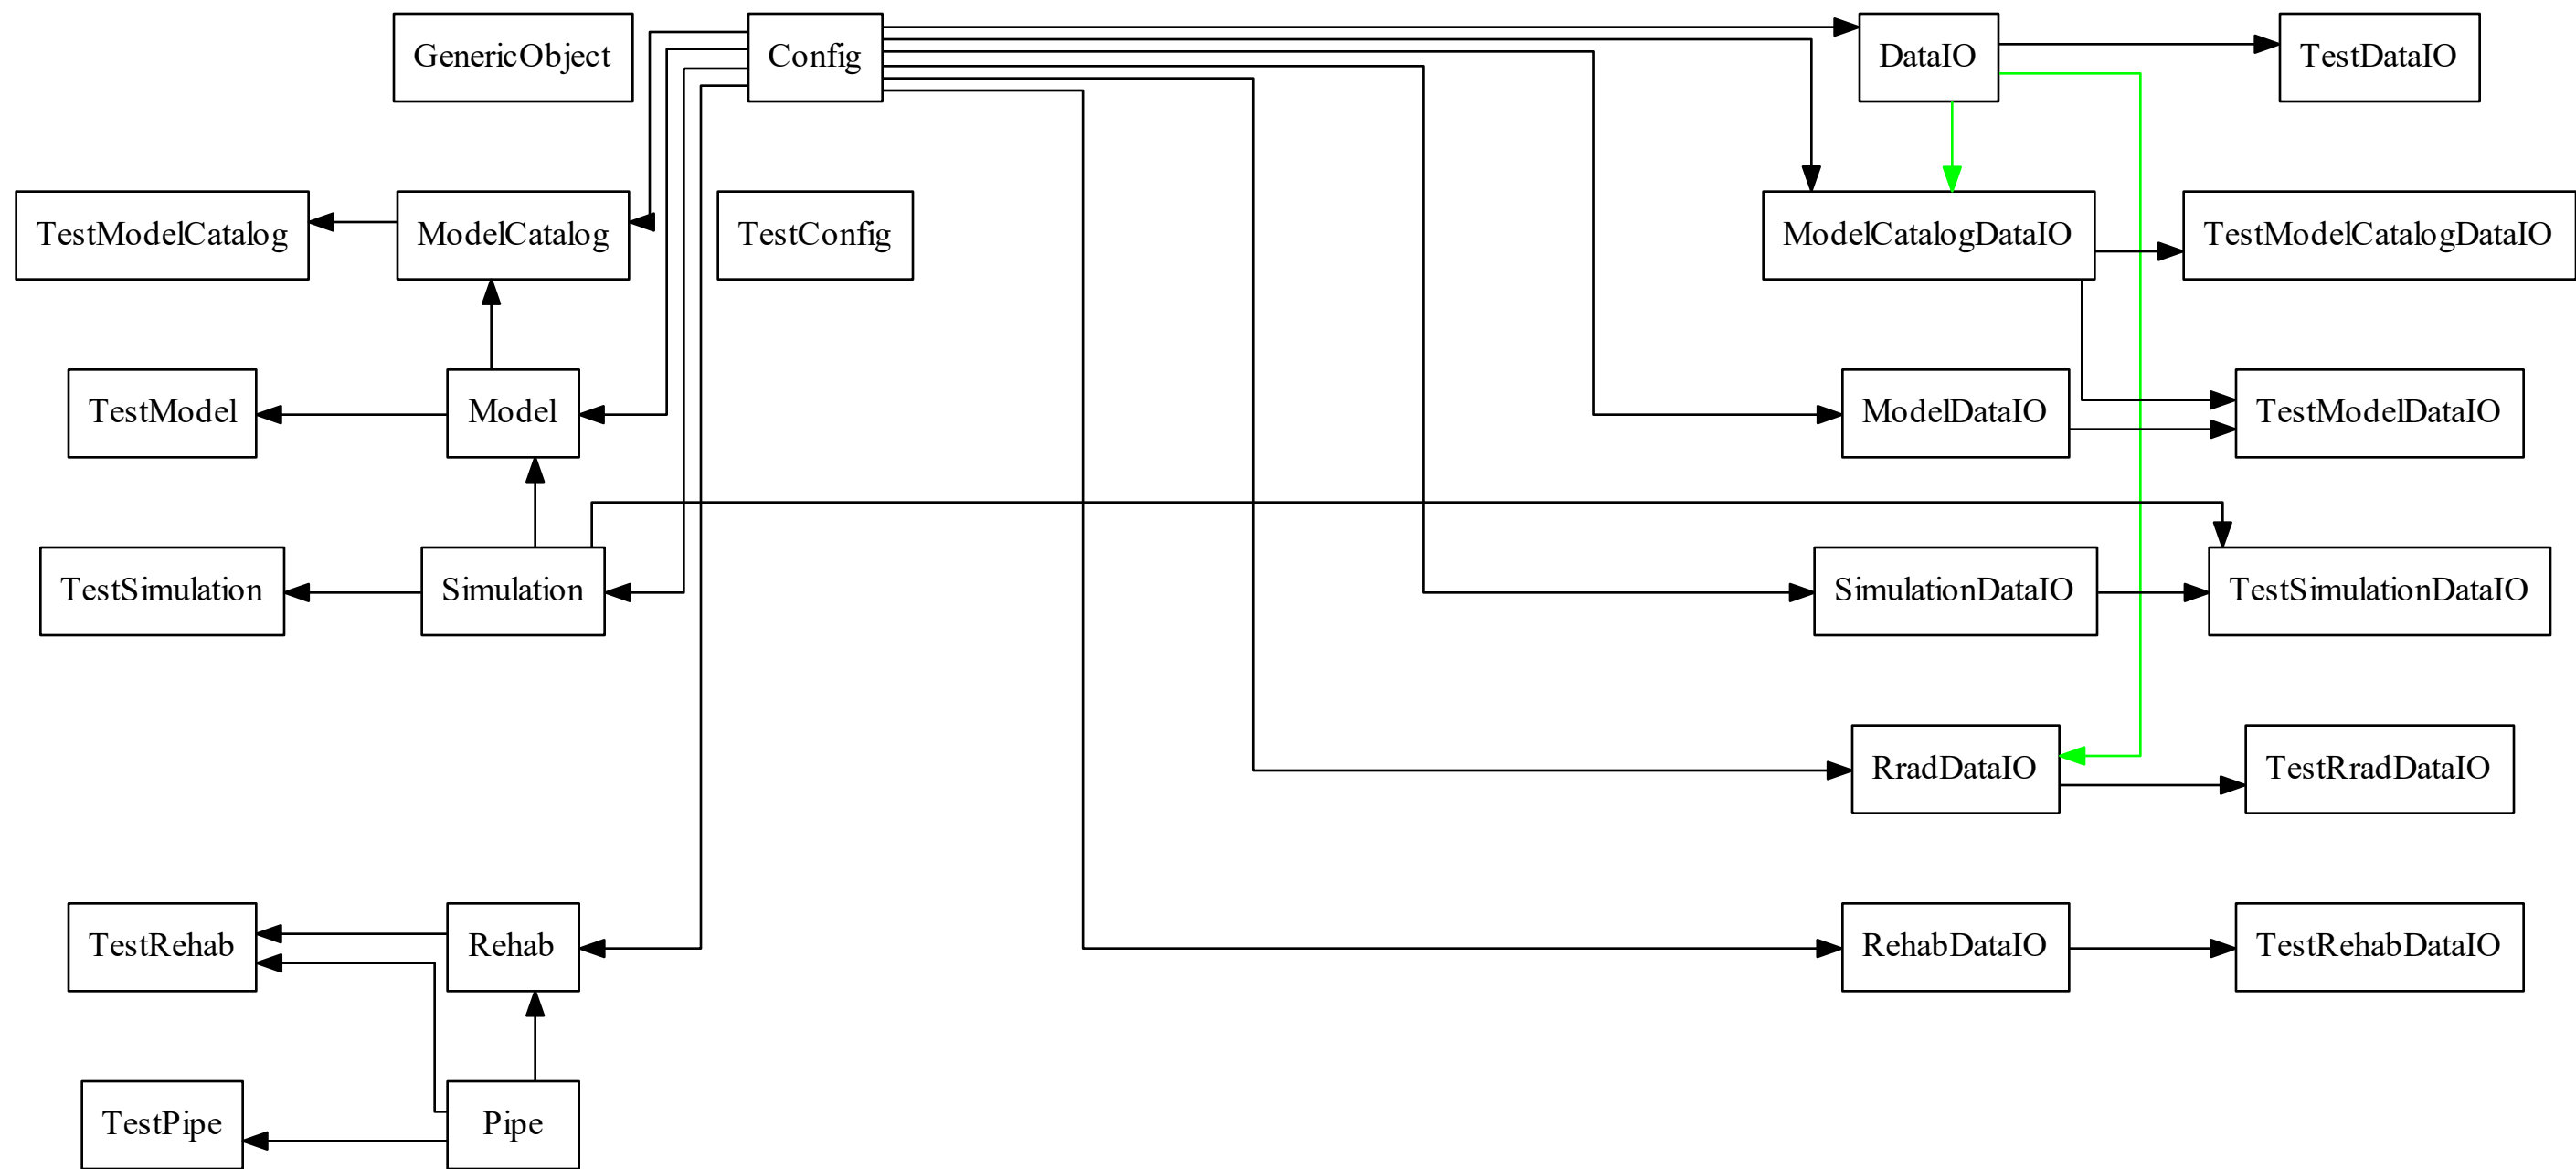 GenericObject
Config
DataIO
TestDataIO
TestModelCatalog
ModelCatalog
TestConfig
ModelCatalogDataIO
TestModelCatalogDataIO
TestModel
Model
ModelDataIO
TestModelDataIO
TestSimulation
Simulation
SimulationDataIO
TestSimulationDataIO
RradDataIO
TestRradDataIO
TestRehab
Rehab
RehabDataIO
TestRehabDataIO
TestPipe
Pipe